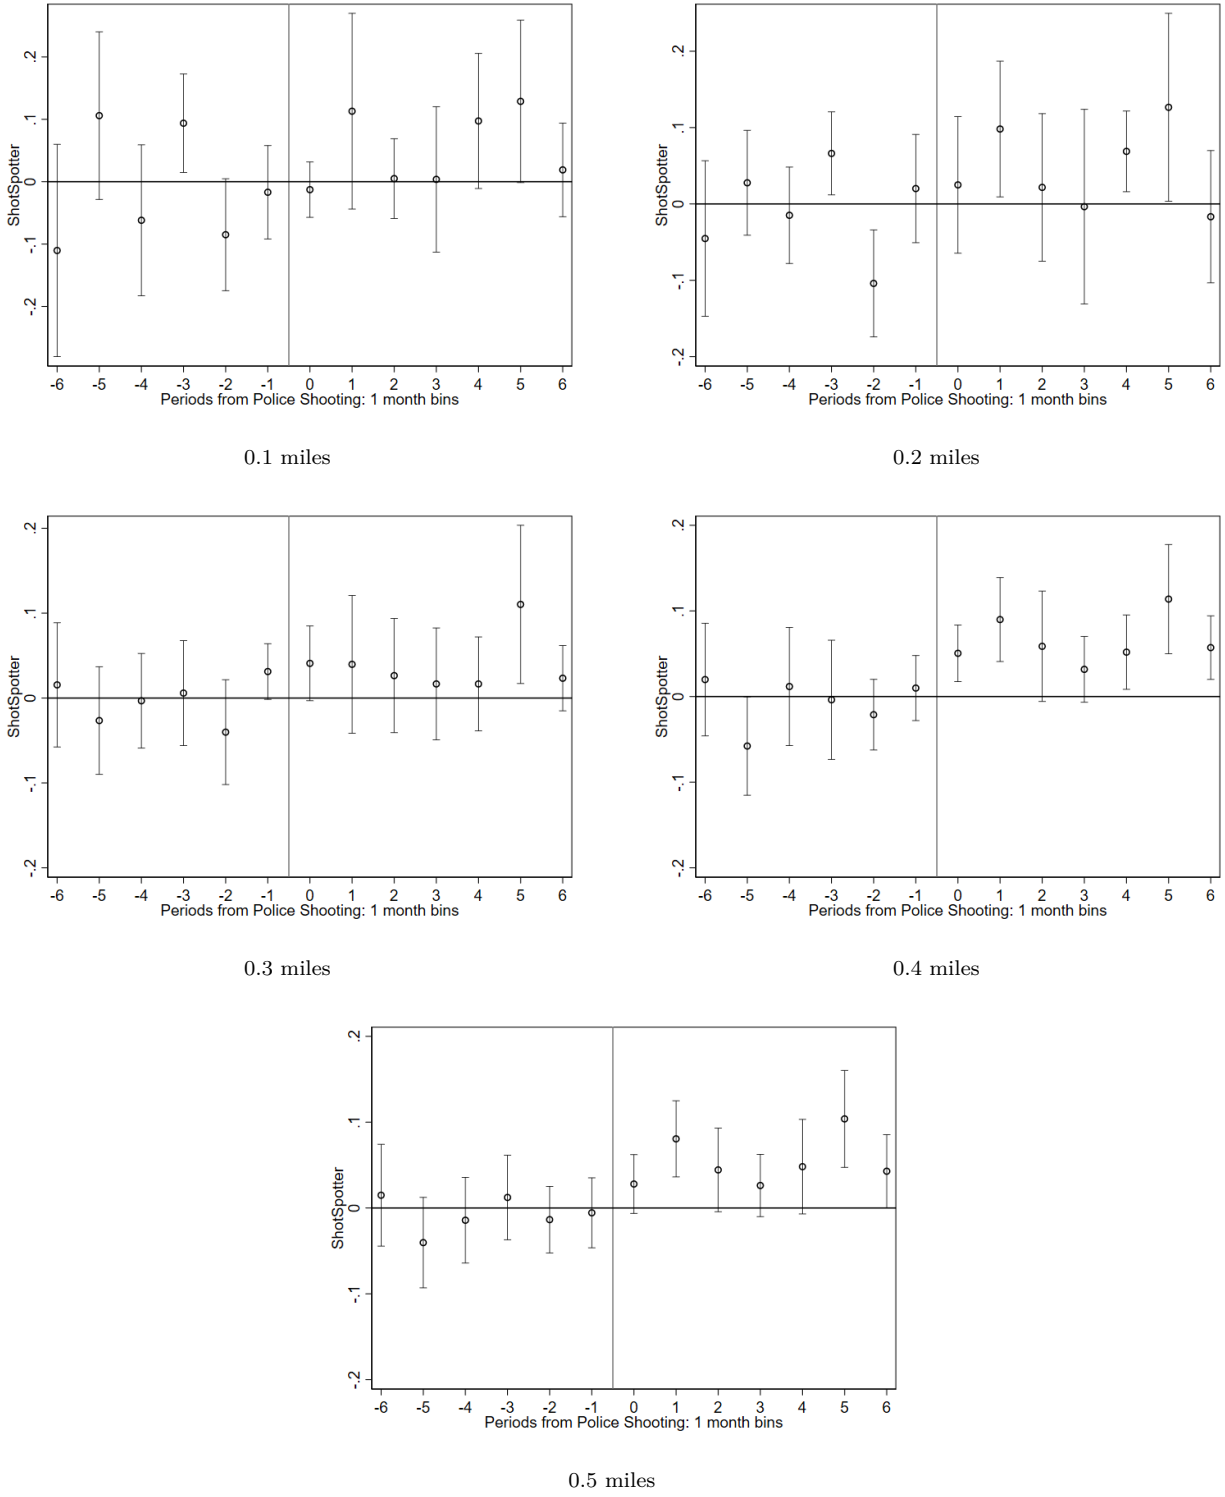 ShotSpotter
.2
.1
0
-.1
-.2
-6 -5 -4 -3 -2 -1 0 1 2 3 4 5 6
Periods from Police Shooting: 1 month bins
0.1 miles
ShotSpotter
.2
.1
0
-.1
-.2
-6 -5 -4 -3 -2 -1 0 1 2 3 4 5 6
Periods from Police Shooting: 1 month bins
0.2 miles
ShotSpotter
.2
.1
0
-.1
-.2
-6 -5 -4 -3 -2 -1 0 1 2 3 4 5 6
Periods from Police Shooting: 1 month bins
0.3 miles
ShotSpotter
.2
.1
0
-.1
-.2
-6 -5 -4 -3 -2 -1 0 1 2 3 4 5 6
Periods from Police Shooting: 1 month bins
0.4 miles
ShotSpotter
.2
.1
0
-.1
-.2
-6 -5 -4 -3 -2 -1 0 1 2 3 4 5 6
Periods from Police Shooting: 1 month bins
0.5 miles